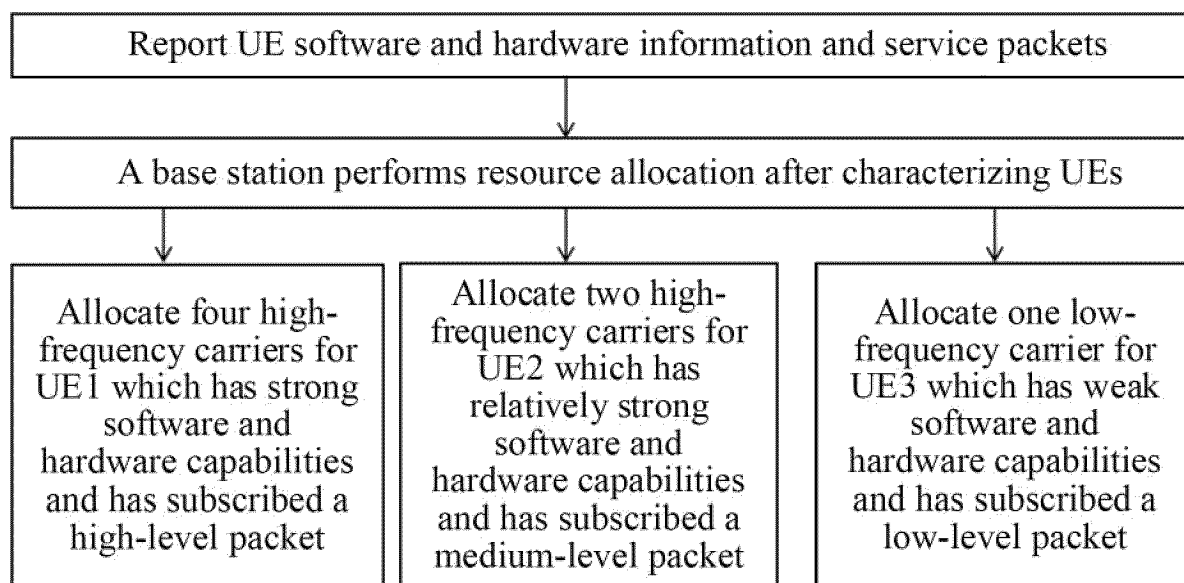 Report UE software and hardware information and service packets
A base station performs resource allocation after characterizing UEs
Allocate four high-
frequency carriers for
UE1 which has strong
software and
hardware capabilities
and has subscribed a
high-level packet
Allocate two high-
frequency carriers for
UE2 which has
relatively strong
software and
hardware capabilities
and has subscribed a
medium-level packet
Allocate one low-
frequency carrier for
UE3 which has weak
software and
hardware capabilities
and has subscribed a
low-level packet